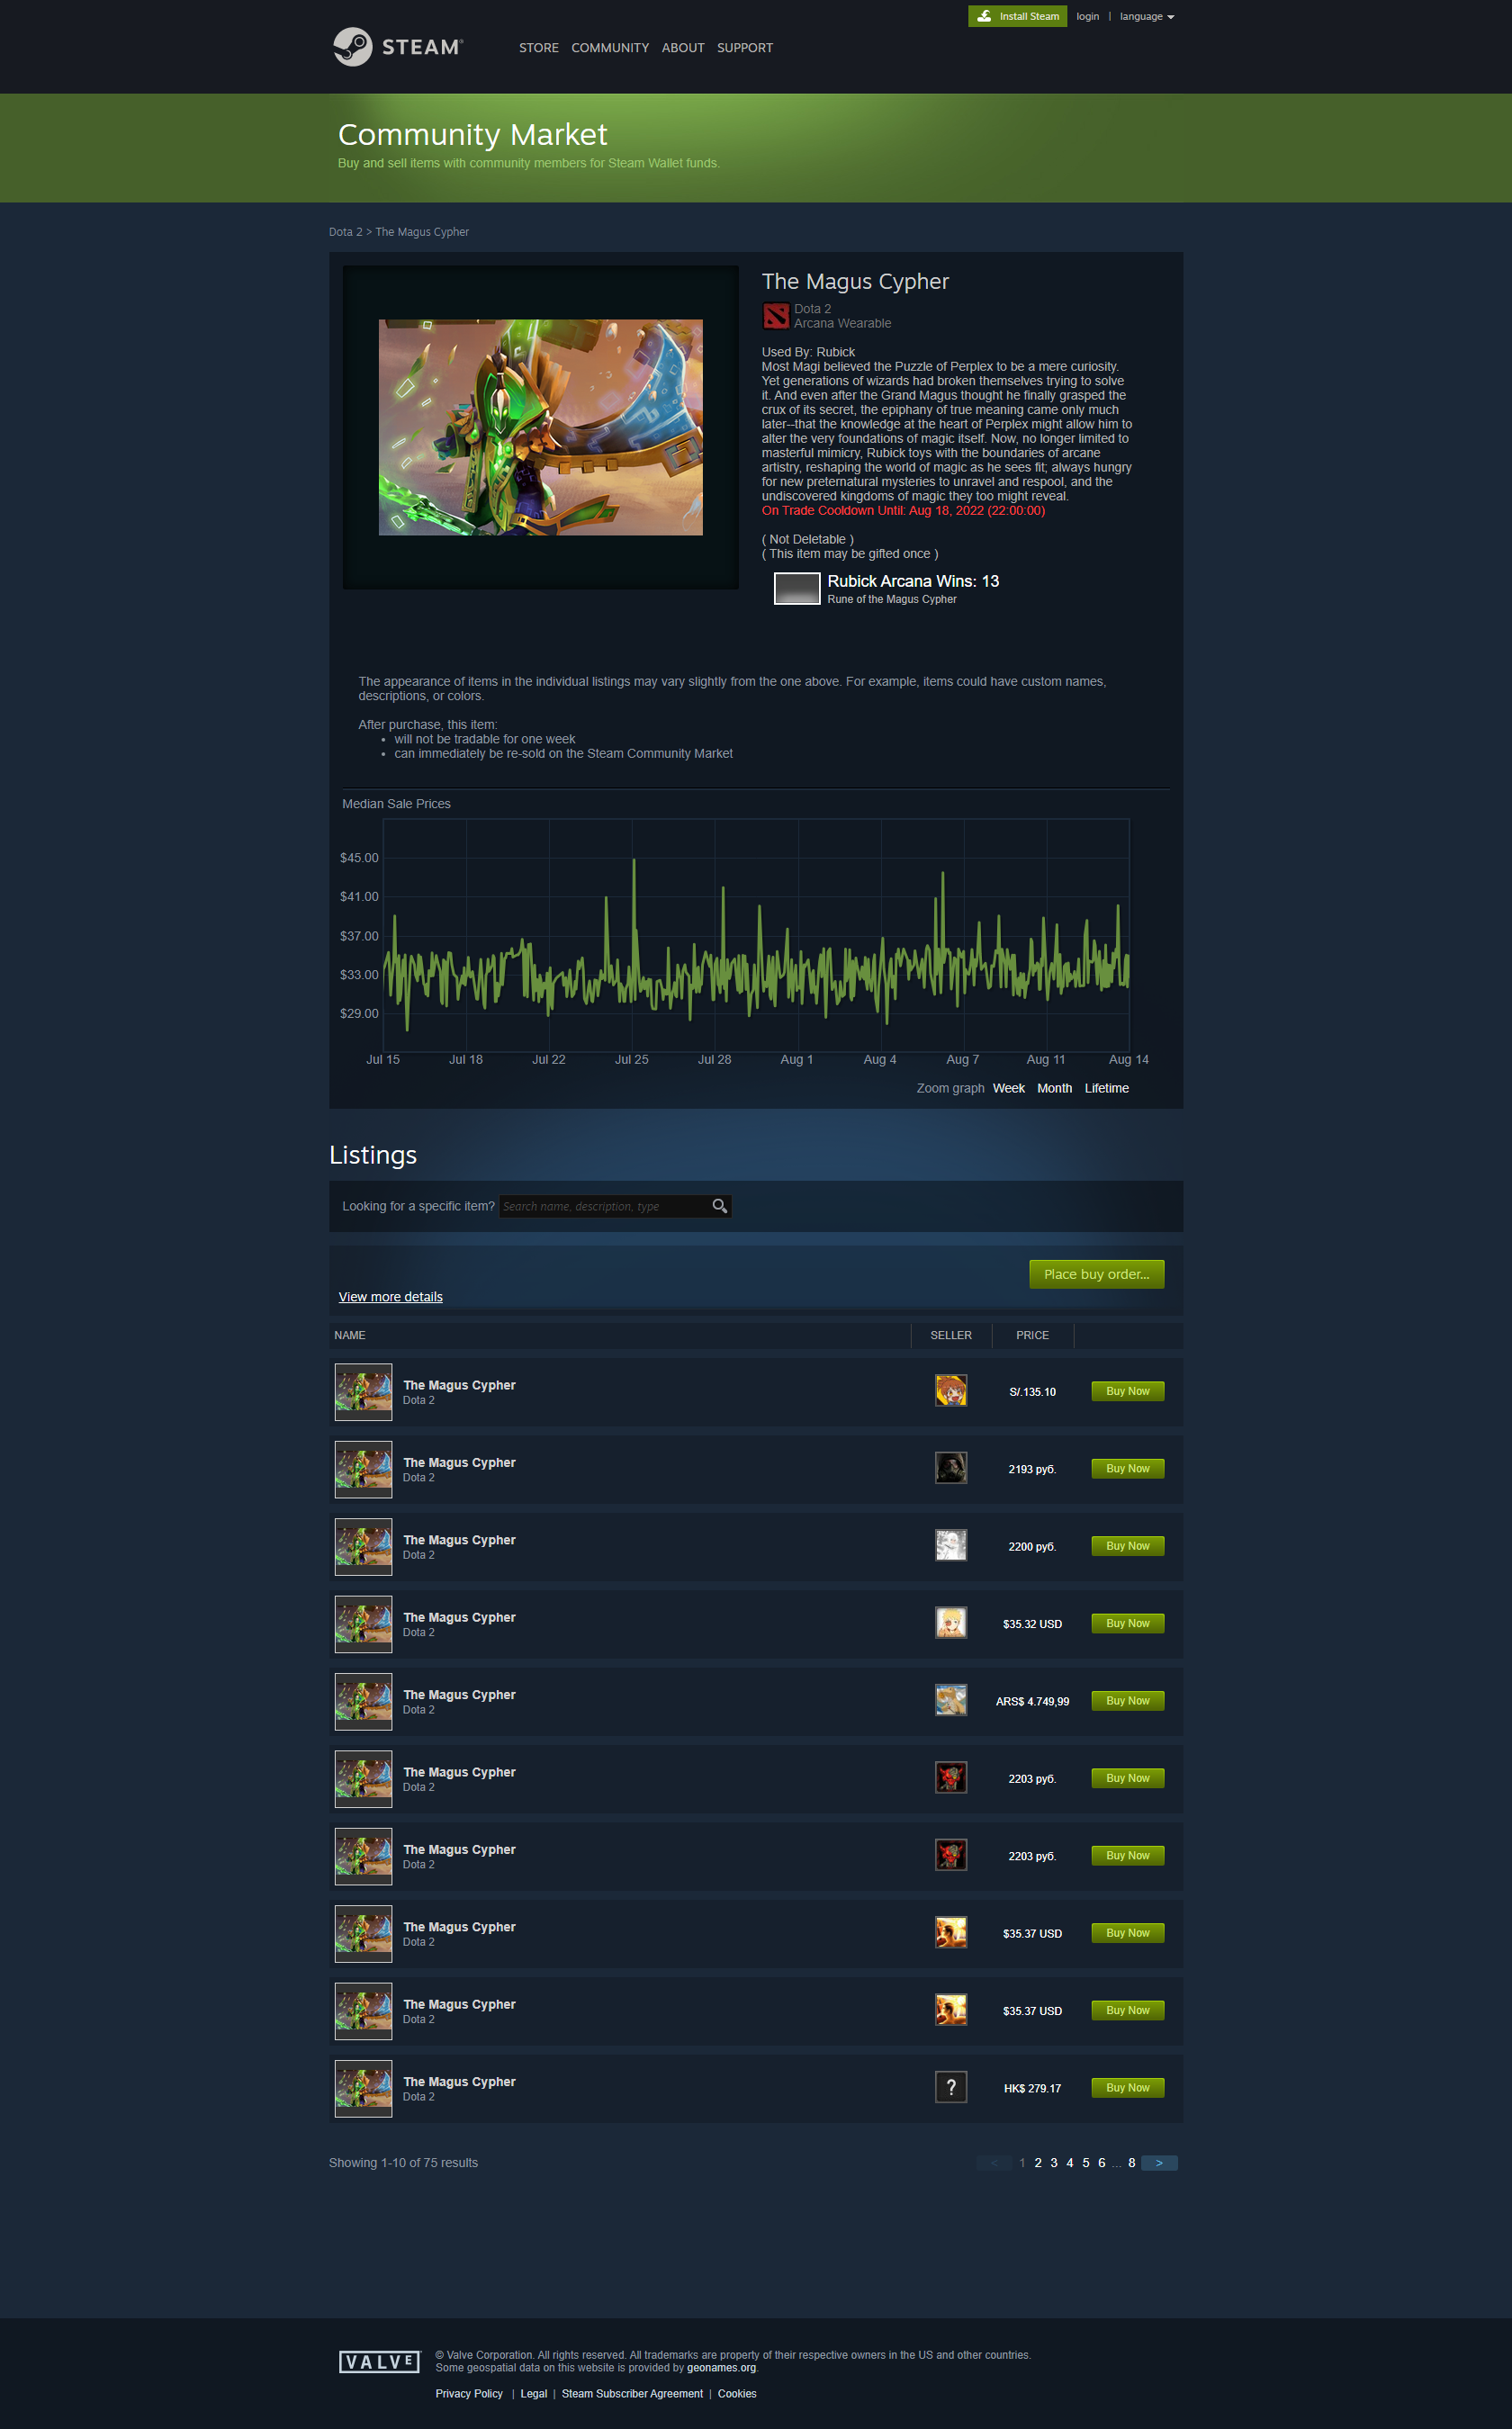 Install Steam
login | language
STEAM®
STORE COMMUNITY ABOUT SUPPORT
Community Market
Buy and sell items with community members for Steam Wallet funds.
Dota 2 > The Magus Cypher
The Magus Cypher
Dota 2
Arcana Wearable
Used By: Rubick
Most Magi believed the Puzzle of Perplex to be a mere curiosity.
Yet generations of wizards had broken themselves trying to solve
it. And even after the Grand Magus thought he finally grasped the
crux of its secret, the epiphany of true meaning came only much
later--that the knowledge at the heart of Perplex might allow him to
alter the very foundations of magic itself. Now, no longer limited to
masterful mimicry, Rubick toys with the boundaries of arcane
artistry, reshaping the world of magic as he sees fit; always hungry
for new preternatural mysteries to unravel and respool, and the
undiscovered kingdoms of magic they too might reveal.
On Trade Cooldown Until: Aug 18, 2022 (22:00:00)
( Not Deletable )
( This item may be gifted once )
Rubick Arcana Wins: 13
Rune of the Magus Cypher
The appearance of items in the individual listings may vary slightly from the one above. For example, items could have custom names,
descriptions, or colors.
After purchase, this item:
• will not be tradable for one week
• can immediately be re-sold on the Steam Community Market
Median Sale Prices
$45.00
$41.00
$37.00
$33.00
$29.00
Jul 15 Jul 18 Jul 22 Jul 25 Jul 28 Aug 1 Aug 4 Aug 7 Aug 11 Aug 14
Zoom graph Week Month Lifetime
Listings
Looking for a specific item? Search name, description, type
Place buy order...
View more details
NAME SELLER PRICE
The Magus Cypher
Dota 2
S/.135.10 Buy Now
The Magus Cypher
Dota 2
2193 руб. Buy Now
The Magus Cypher
Dota 2
2200 руб. Buy Now
The Magus Cypher
Dota 2
$35.32 USD Buy Now
The Magus Cypher
Dota 2
ARS$ 4.749,99 Buy Now
The Magus Cypher
Dota 2
2203 руб. Buy Now
The Magus Cypher
Dota 2
2203 руб. Buy Now
The Magus Cypher
Dota 2
$35.37 USD Buy Now
The Magus Cypher
Dota 2
$35.37 USD Buy Now
The Magus Cypher
Dota 2
? HK$ 279.17 Buy Now
Showing 1-10 of 75 results
< 1 2 3 4 5 6 ... 8 >
VALVE
© Valve Corporation. All rights reserved. All trademarks are property of their respective owners in the US and other countries.
Some geospatial data on this website is provided by geonames.org.
Privacy Policy | Legal | Steam Subscriber Agreement | Cookies